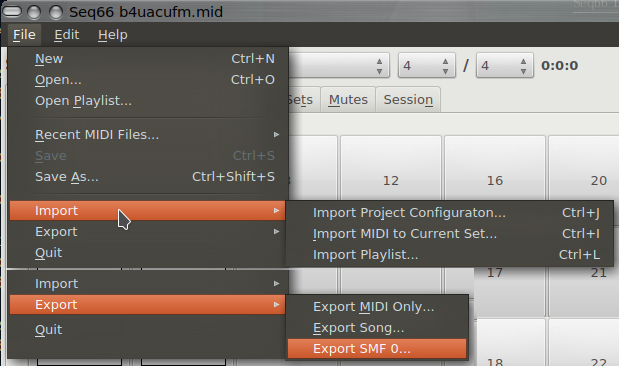 Seq66 b4uacufm.mid
File Edit Help
New Ctrl+N
Open... Ctrl+O
Open Playlist...
Recent MIDI Files...
Save Ctrl+S
Save As... Ctrl+Shift+S
Import
Export
Quit
4 / 4 0:0:0
Sets Mutes Session
12 16 20
Import Project Configuraton... Ctrl+J
Import MIDI to Current Set... Ctrl+I
Import Playlist... Ctrl+L
17 21
Import
Export
Quit
Export MIDI Only...
Export Song...
Export SMF 0...
18 22